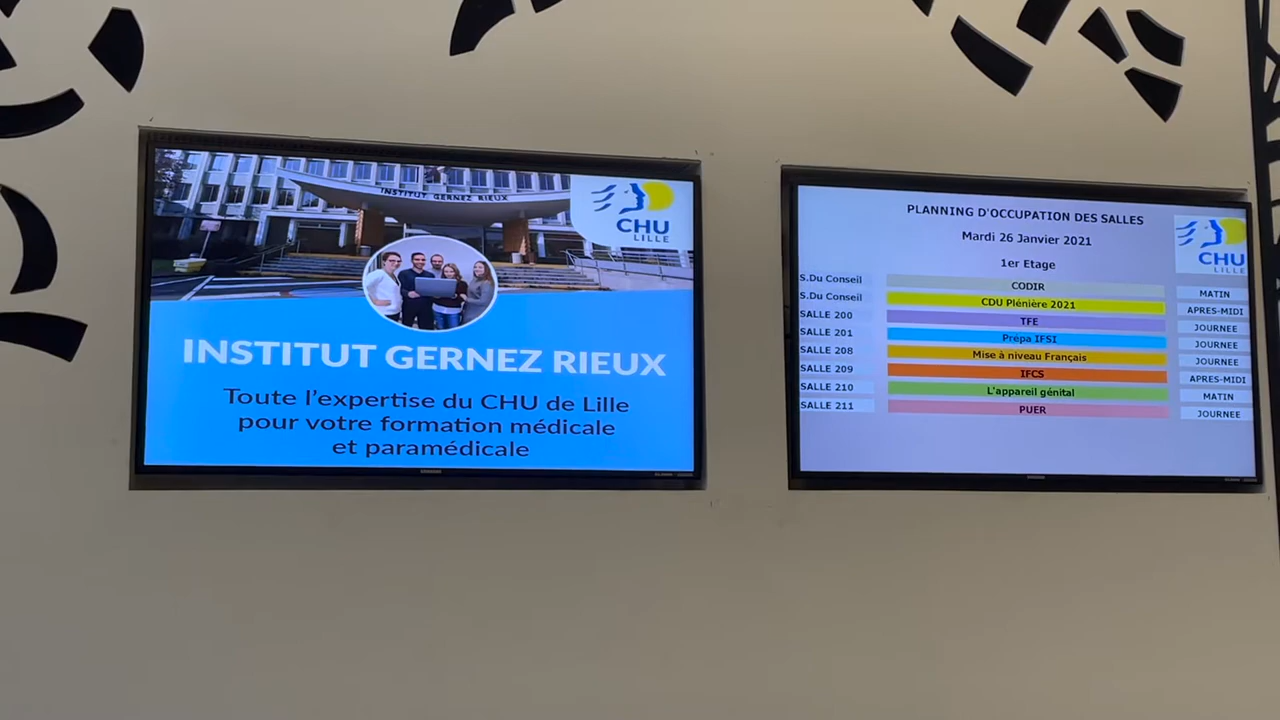 INSTITUT GERNEZ RIEUX
CHU
LILLE
INSTITUT GERNEZ RIEUX
Toute l'expertise du CHU de Lille
pour votre formation médicale
et paramédicale
PLANNING D'OCCUPATION DES SALLES
Mardi 26 Janvier 2021
1er Etage
CHU
LILLE
S.Du Conseil CODIR MATIN
S.Du Conseil CDU Plénière 2021 APRES-MIDI
SALLE 200 TFE JOURNEE
SALLE 201 Prépa IFSI JOURNEE
SALLE 208 Mise à niveau Français JOURNEE
SALLE 209 IFCS APRES-MIDI
SALLE 210 L'appareil génital MATIN
SALLE 211 PUER JOURNEE